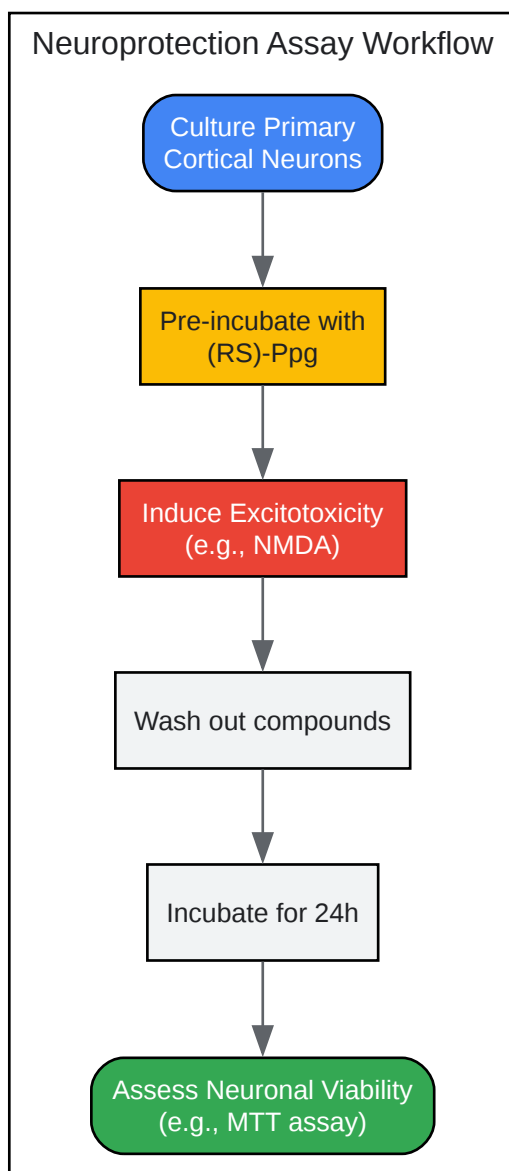 Neuroprotection Assay Workflow
Culture Primary
Cortical Neurons
Pre-incubate with
(RS)-Ppg
Induce Excitotoxicity
(e.g., NMDA)
Wash out compounds
Incubate for 24h
Assess Neuronal Viability
(e.g., MTT assay)